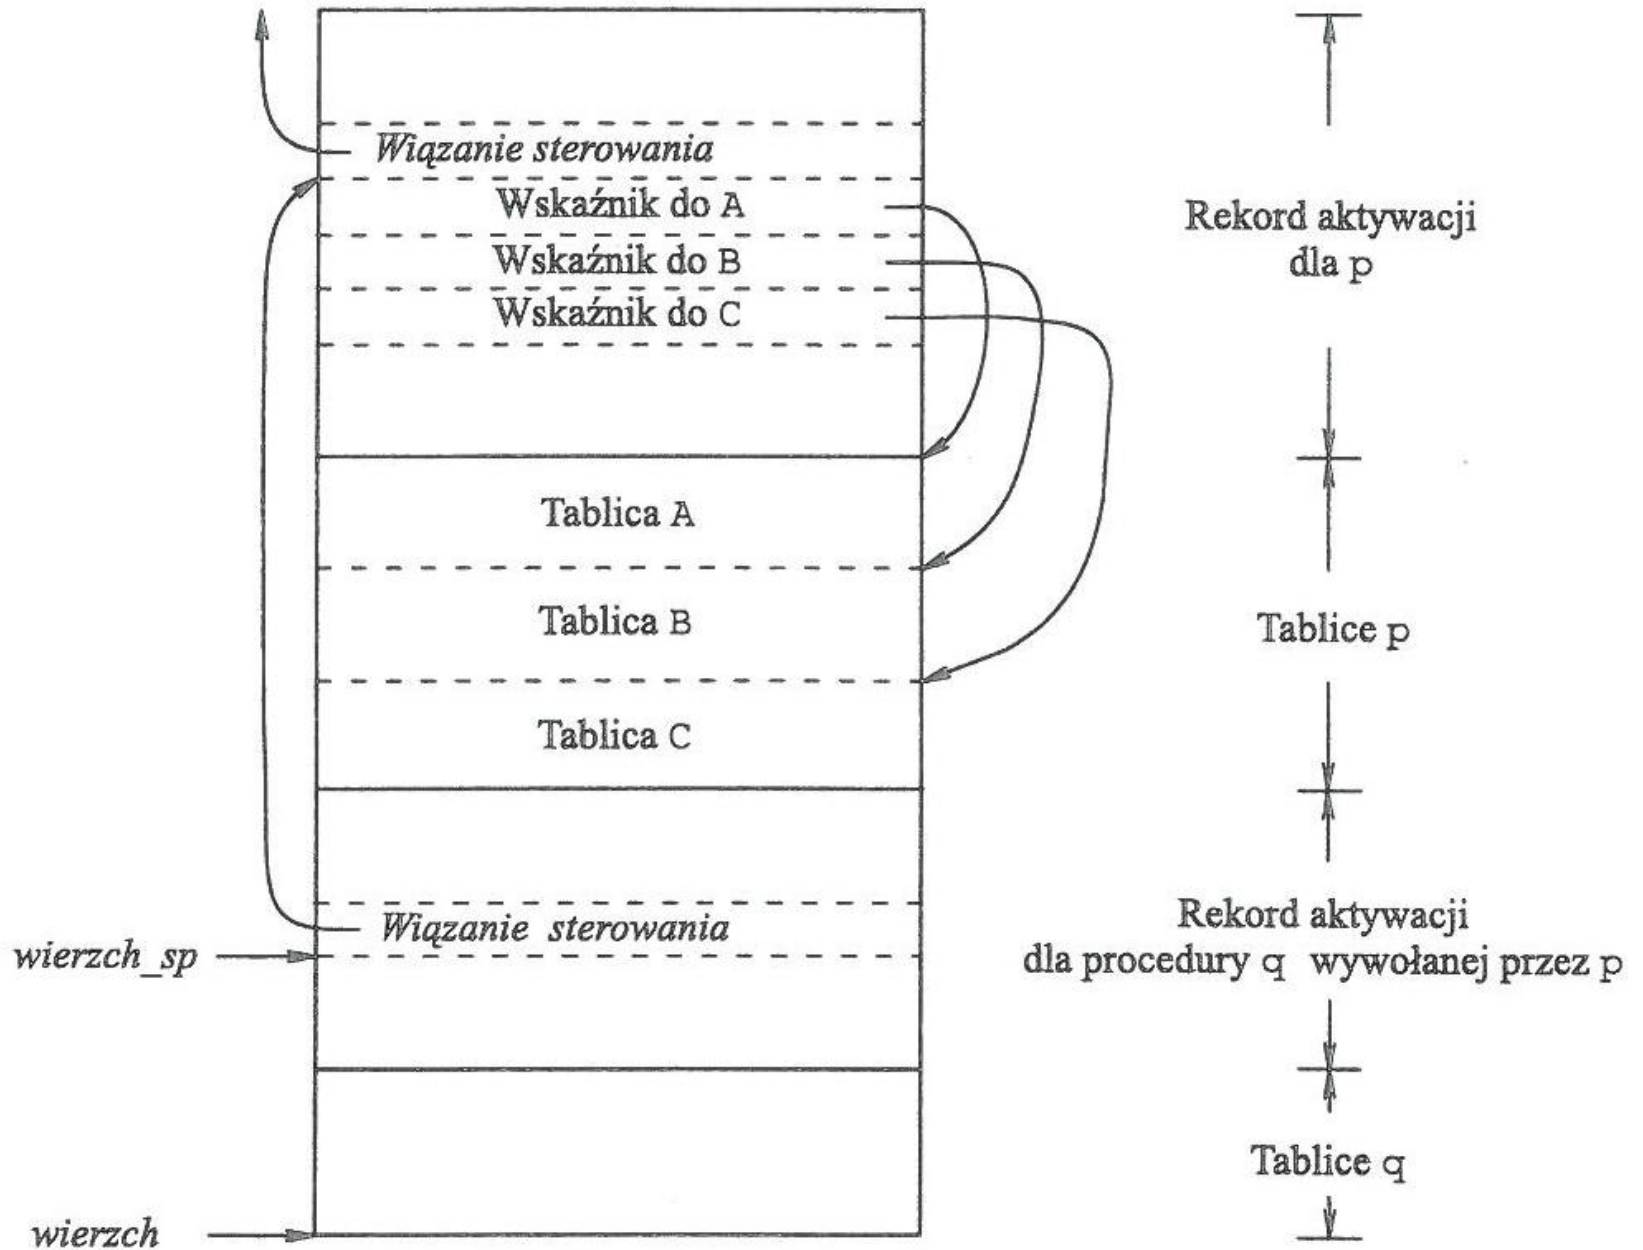 Wiązanie sterowania
Wskaźnik do A
Wskaźnik do B
Wskaźnik do C
Rekord aktywacji
dla p
Tablica A
Tablica B
Tablica C
Tablice p
Wiązanie sterowania
wierzch_sp
Rekord aktywacji
dla procedury q wywołanej przez p
Tablice q
wierzch